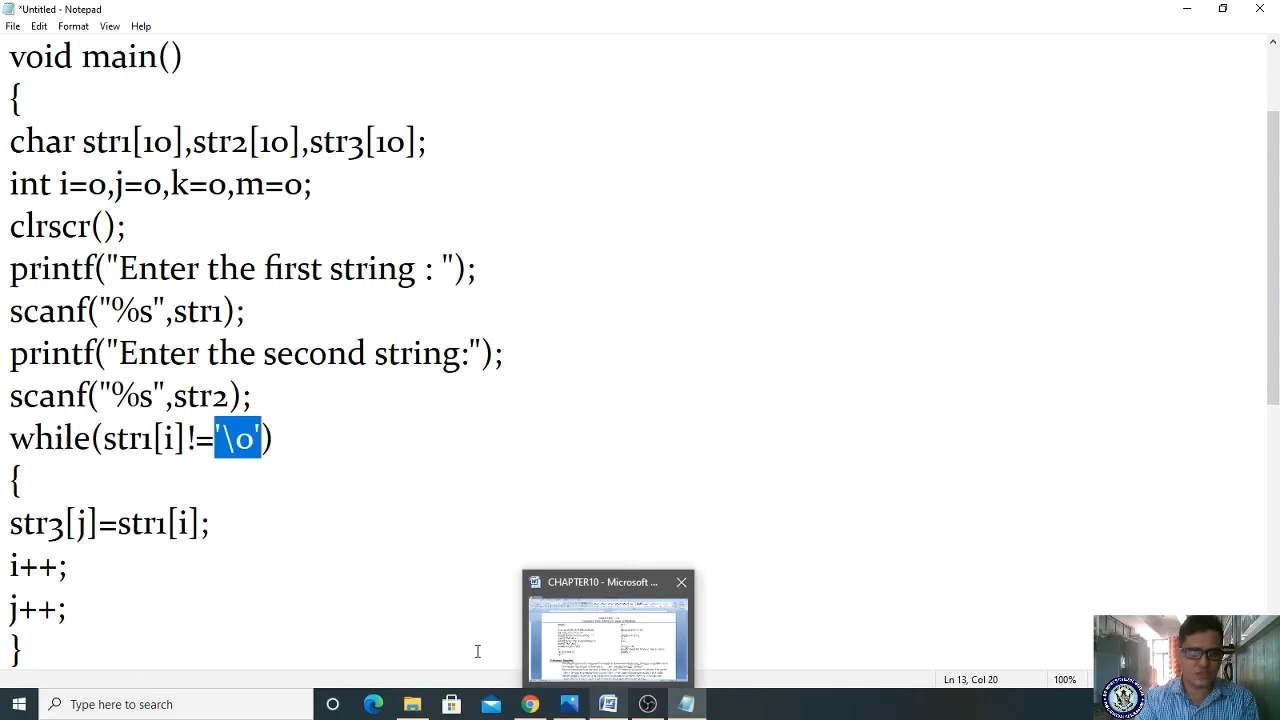 *Untitled - Notepad
File Edit Format View Help
void main()
{
char str1[10],str2[10],str3[10];
int i=0,j=0,k=0,m=0;
clrscr();
printf("Enter the first string : ");
scanf("%s",str1);
printf("Enter the second string:");
scanf("%s",str2);
while(str1[i]!='\0')
{
str3[j]=str1[i];
i++;
j++;
}
CHAPTER10 - Microsoft ...
Ln 13, Col 20 100%
Type here to search